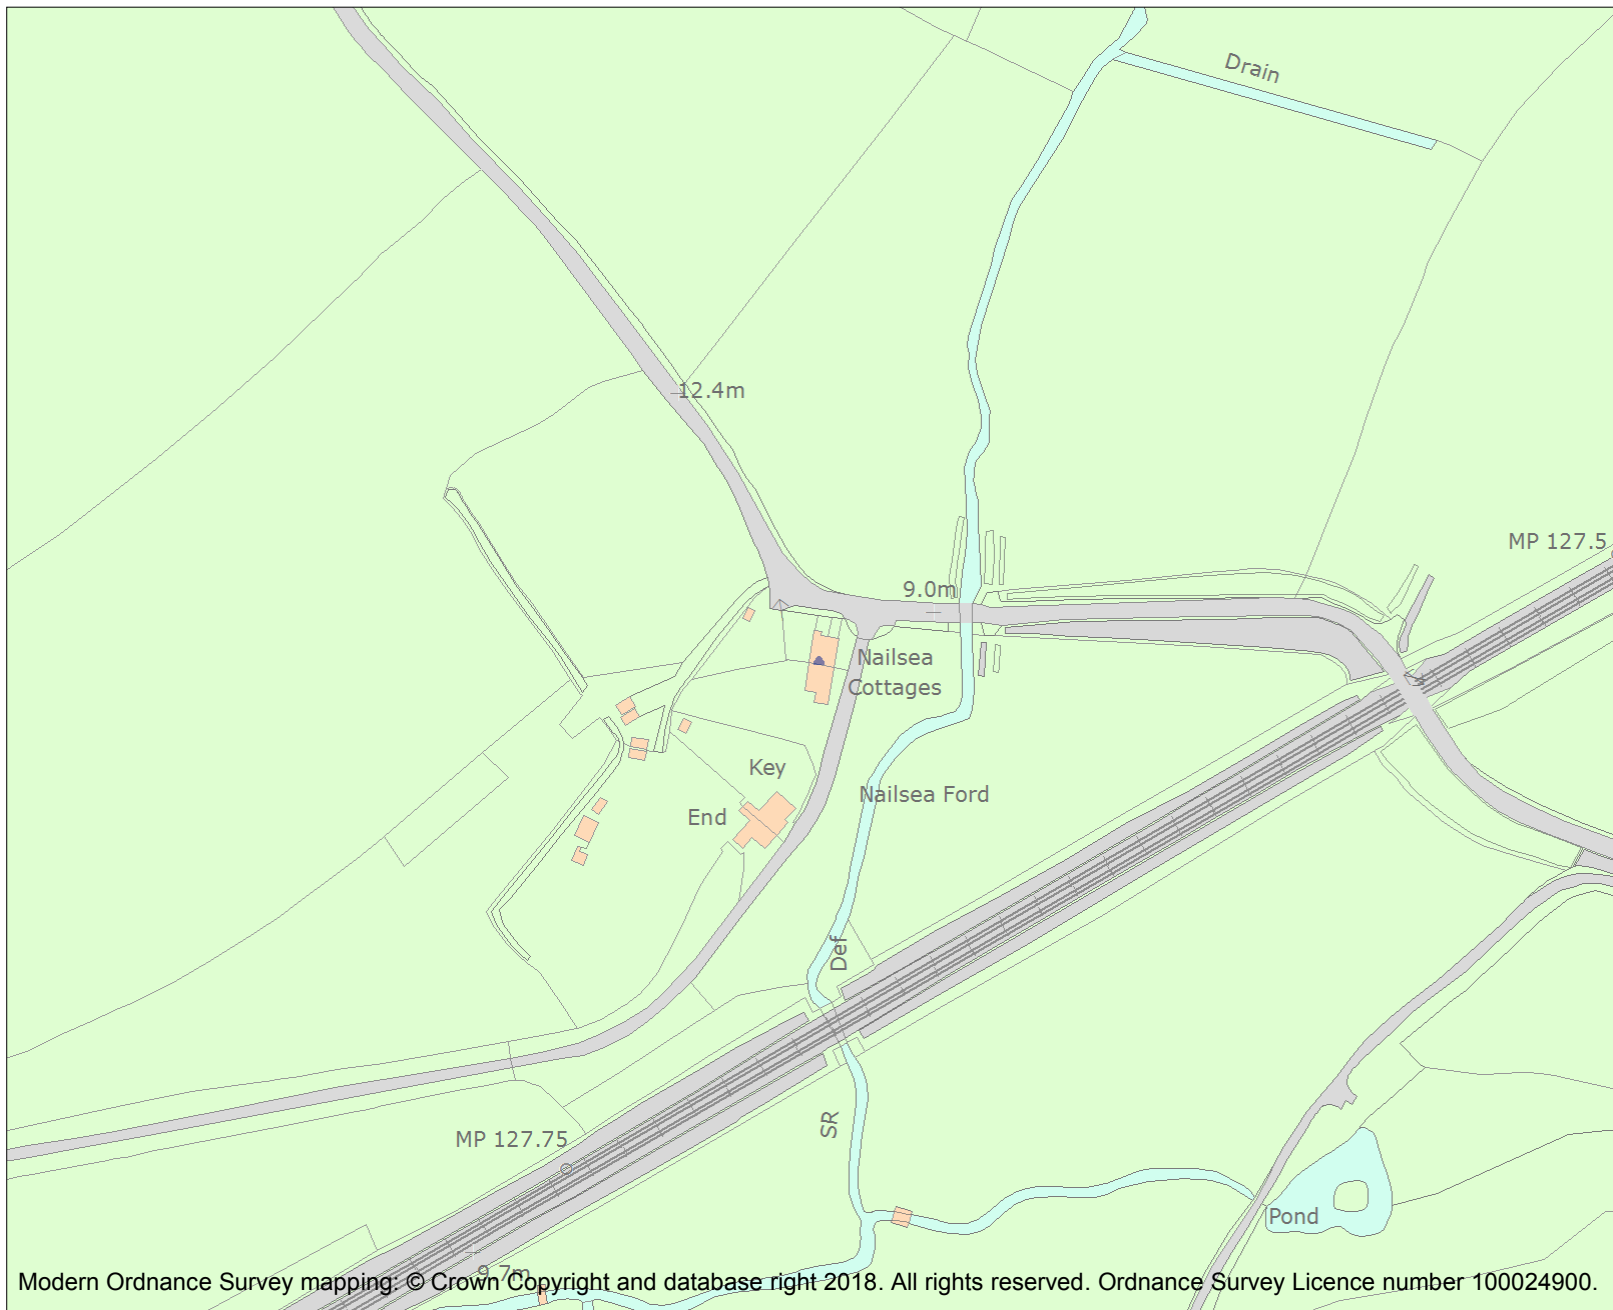 Drain
12.4m
MP 127.5
9.0m
Nailsea
Cottages
Key
Nailsea Ford
End
Def
SR
MP 127.75
Pond
9.7m
Modern Ordnance Survey mapping: © Crown Copyright and database right 2018. All rights reserved. Ordnance Survey Licence number 100024900.